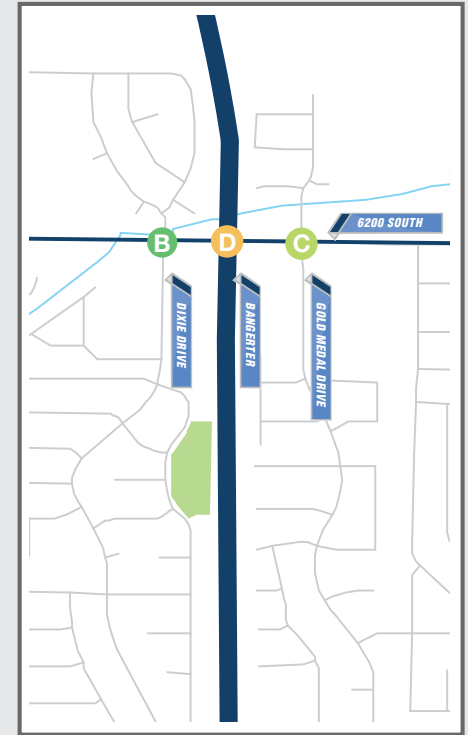 6200 SOUTH
B
D
C
DIXIE DRIVE
BANGERTER
GOLD MEDAL DRIVE